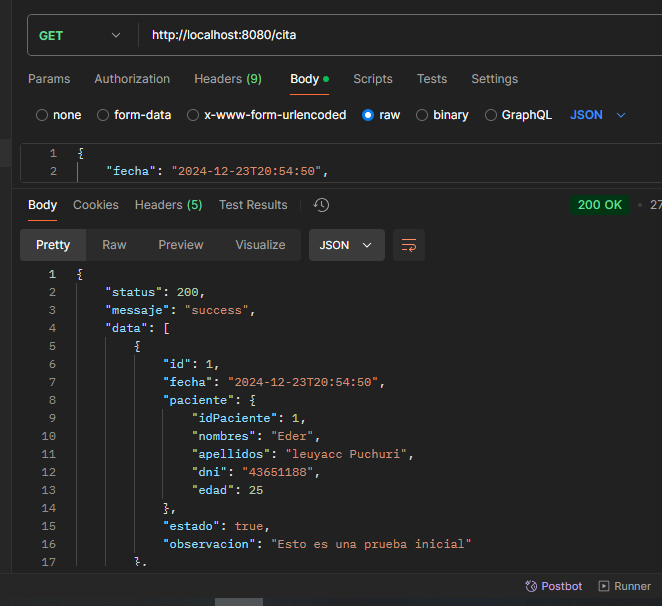 GET http://localhost:8080/cita
Params Authorization Headers (9) Body Scripts Tests Settings
none form-data x-www-form-urlencoded raw binary GraphQL JSON
1 {
2 "fecha": "2024-12-23T20:54:50",
Body Cookies Headers (5) Test Results 200 OK 27
Pretty Raw Preview Visualize JSON
1 {
2 "status": 200,
3 "messaje": "success",
4 "data": [
5 {
6 "id": 1,
7 "fecha": "2024-12-23T20:54:50",
8 "paciente": {
9 "idPaciente": 1,
10 "nombres": "Eder",
11 "apellidos": "leuyacc Puchuri",
12 "dni": "43651188",
13 "edad": 25
14 },
15 "estado": true,
16 "observacion": "Esto es una prueba inicial"
17 },
Postbot Runner